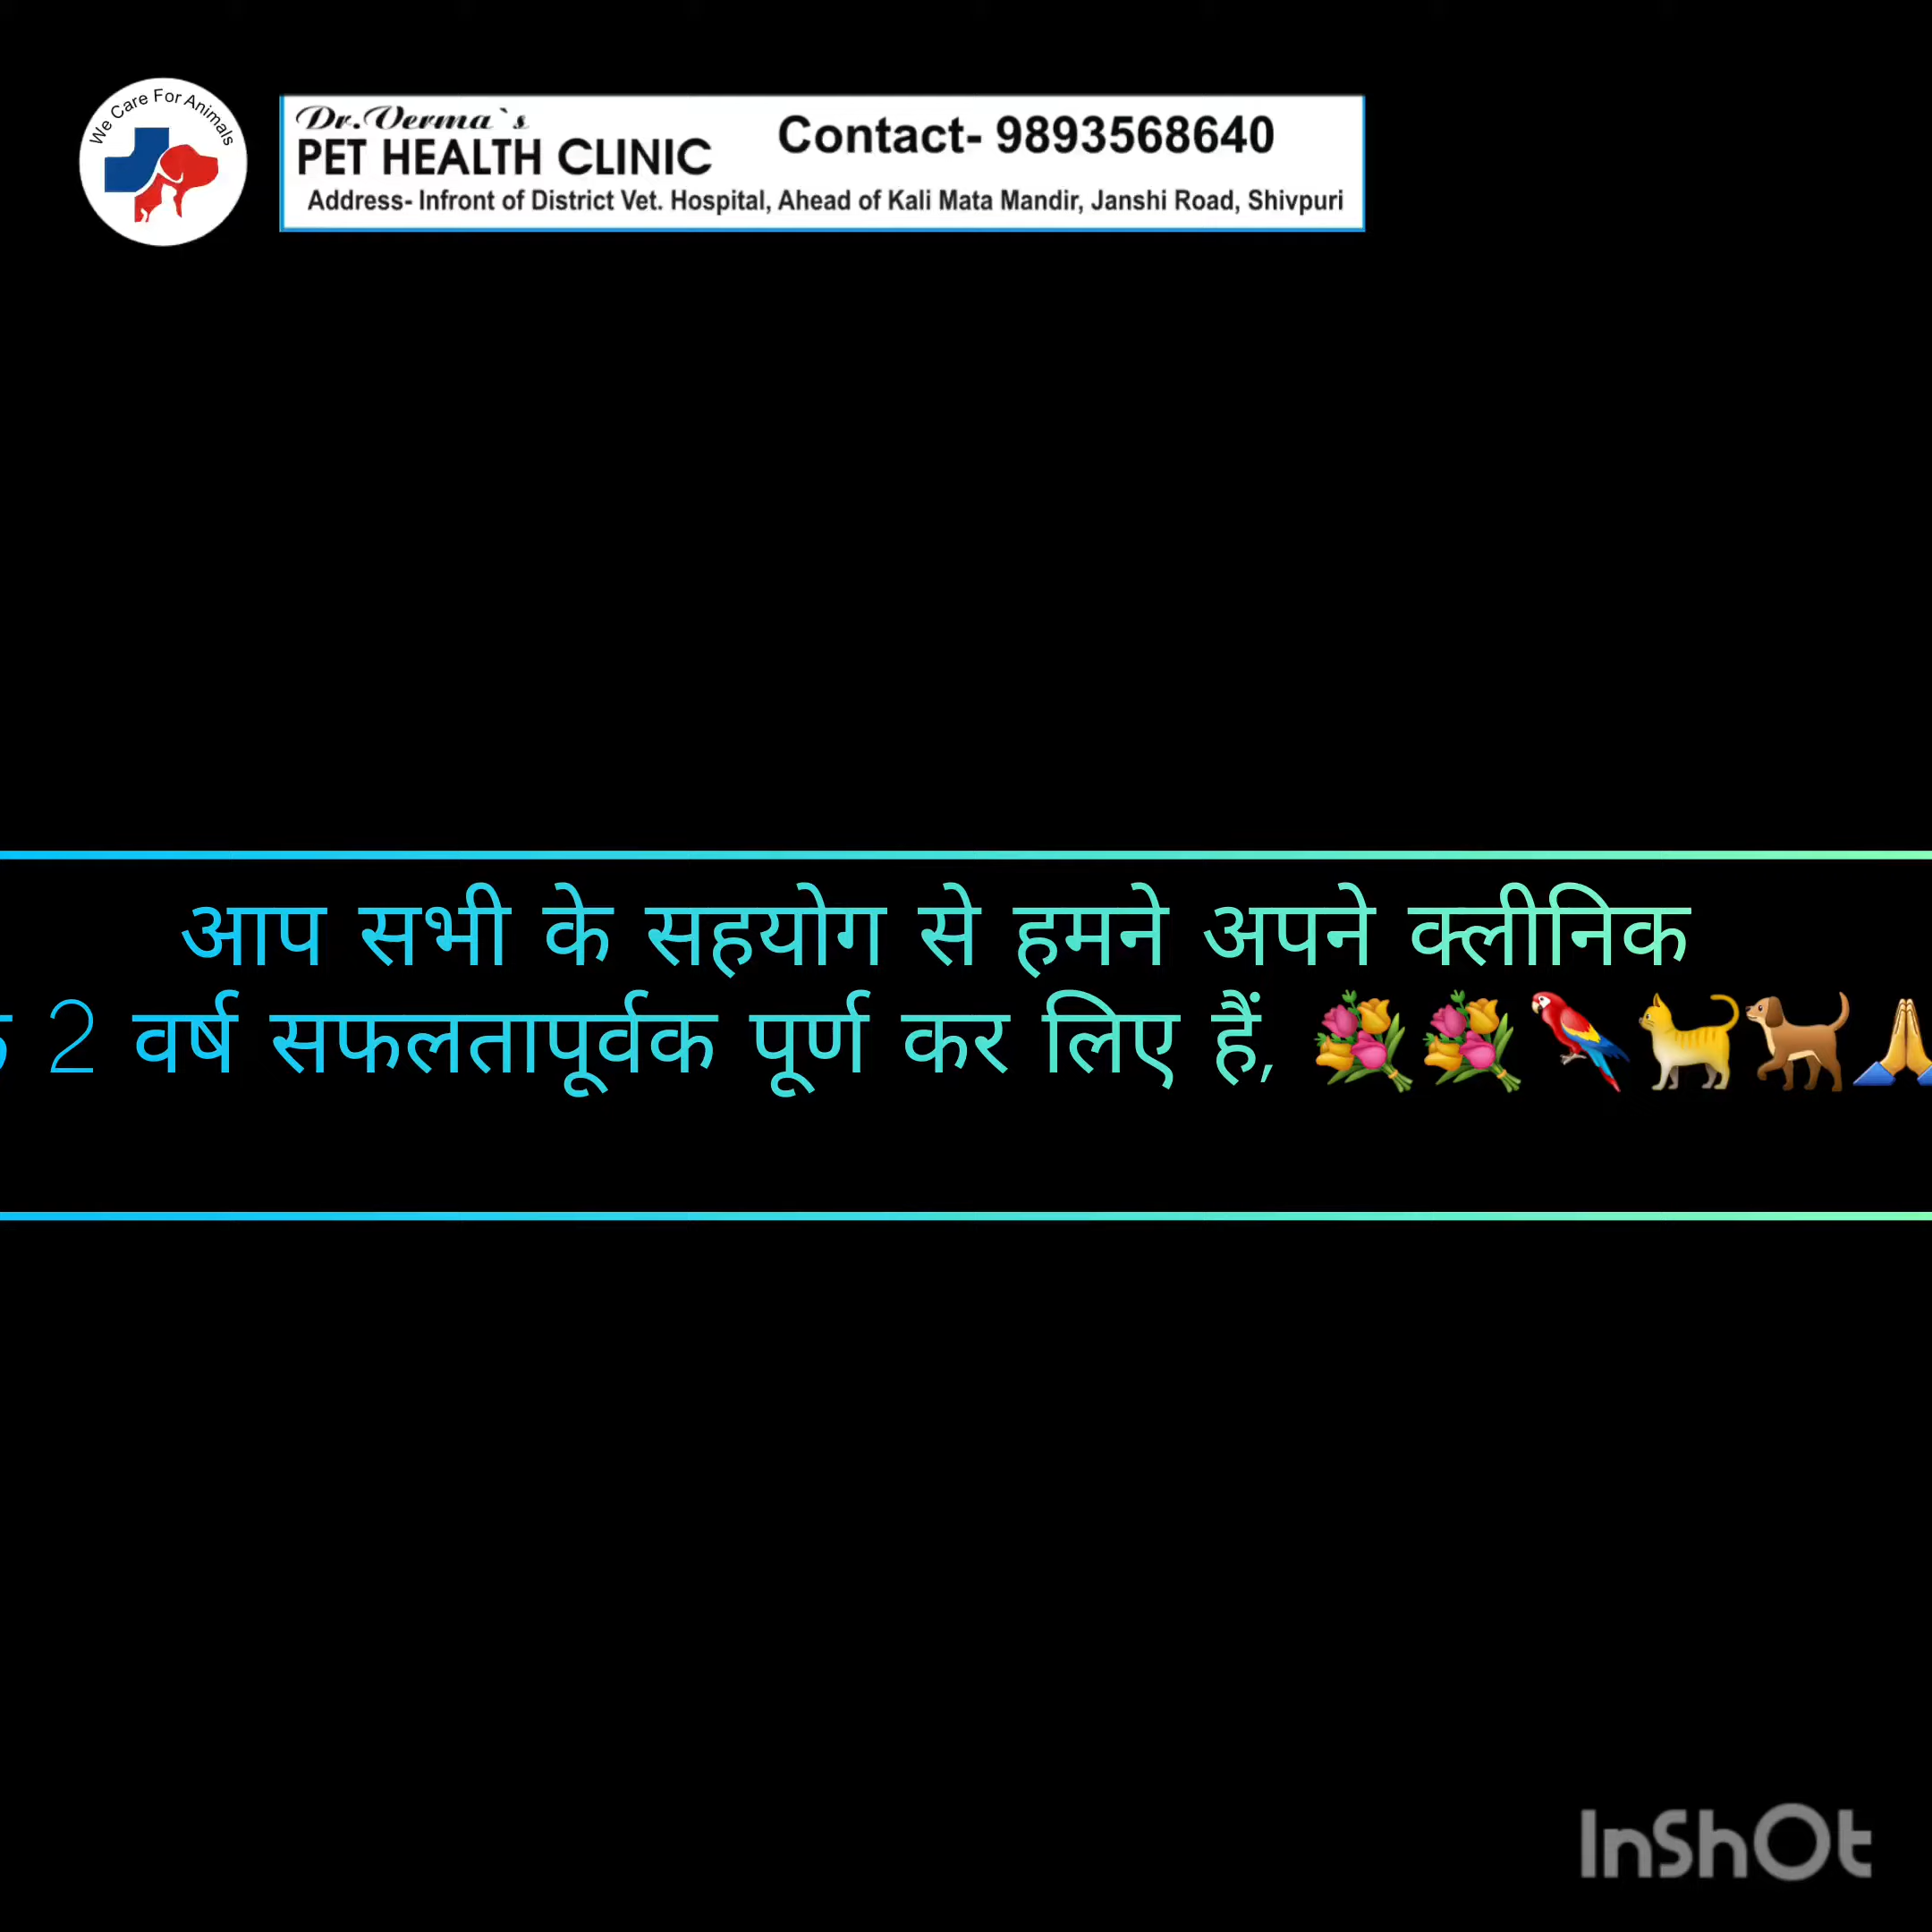 We Care For Animals
Dr.Verma`s
PET HEALTH CLINIC
Contact- 9893568640
Address- Infront of District Vet. Hospital, Ahead of Kali Mata Mandir, Janshi Road, Shivpuri
आप सभी के सहयोग से हमने अपने क्लीनिक
2 वर्ष सफलतापूर्वक पूर्ण कर लिए हैं, 💐💐🦜🐈🐕🙏
InShOt